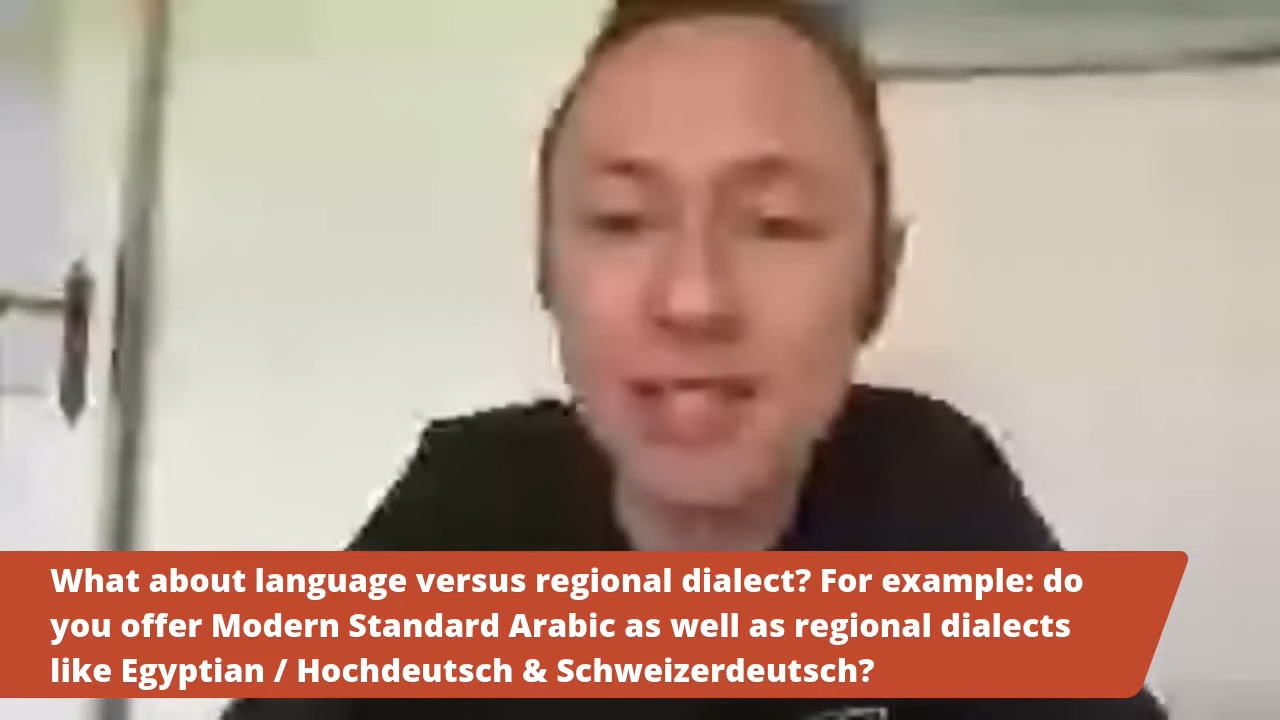 What about language versus regional dialect? For example: do
you offer Modern Standard Arabic as well as regional dialects
like Egyptian / Hochdeutsch & Schweizerdeutsch?